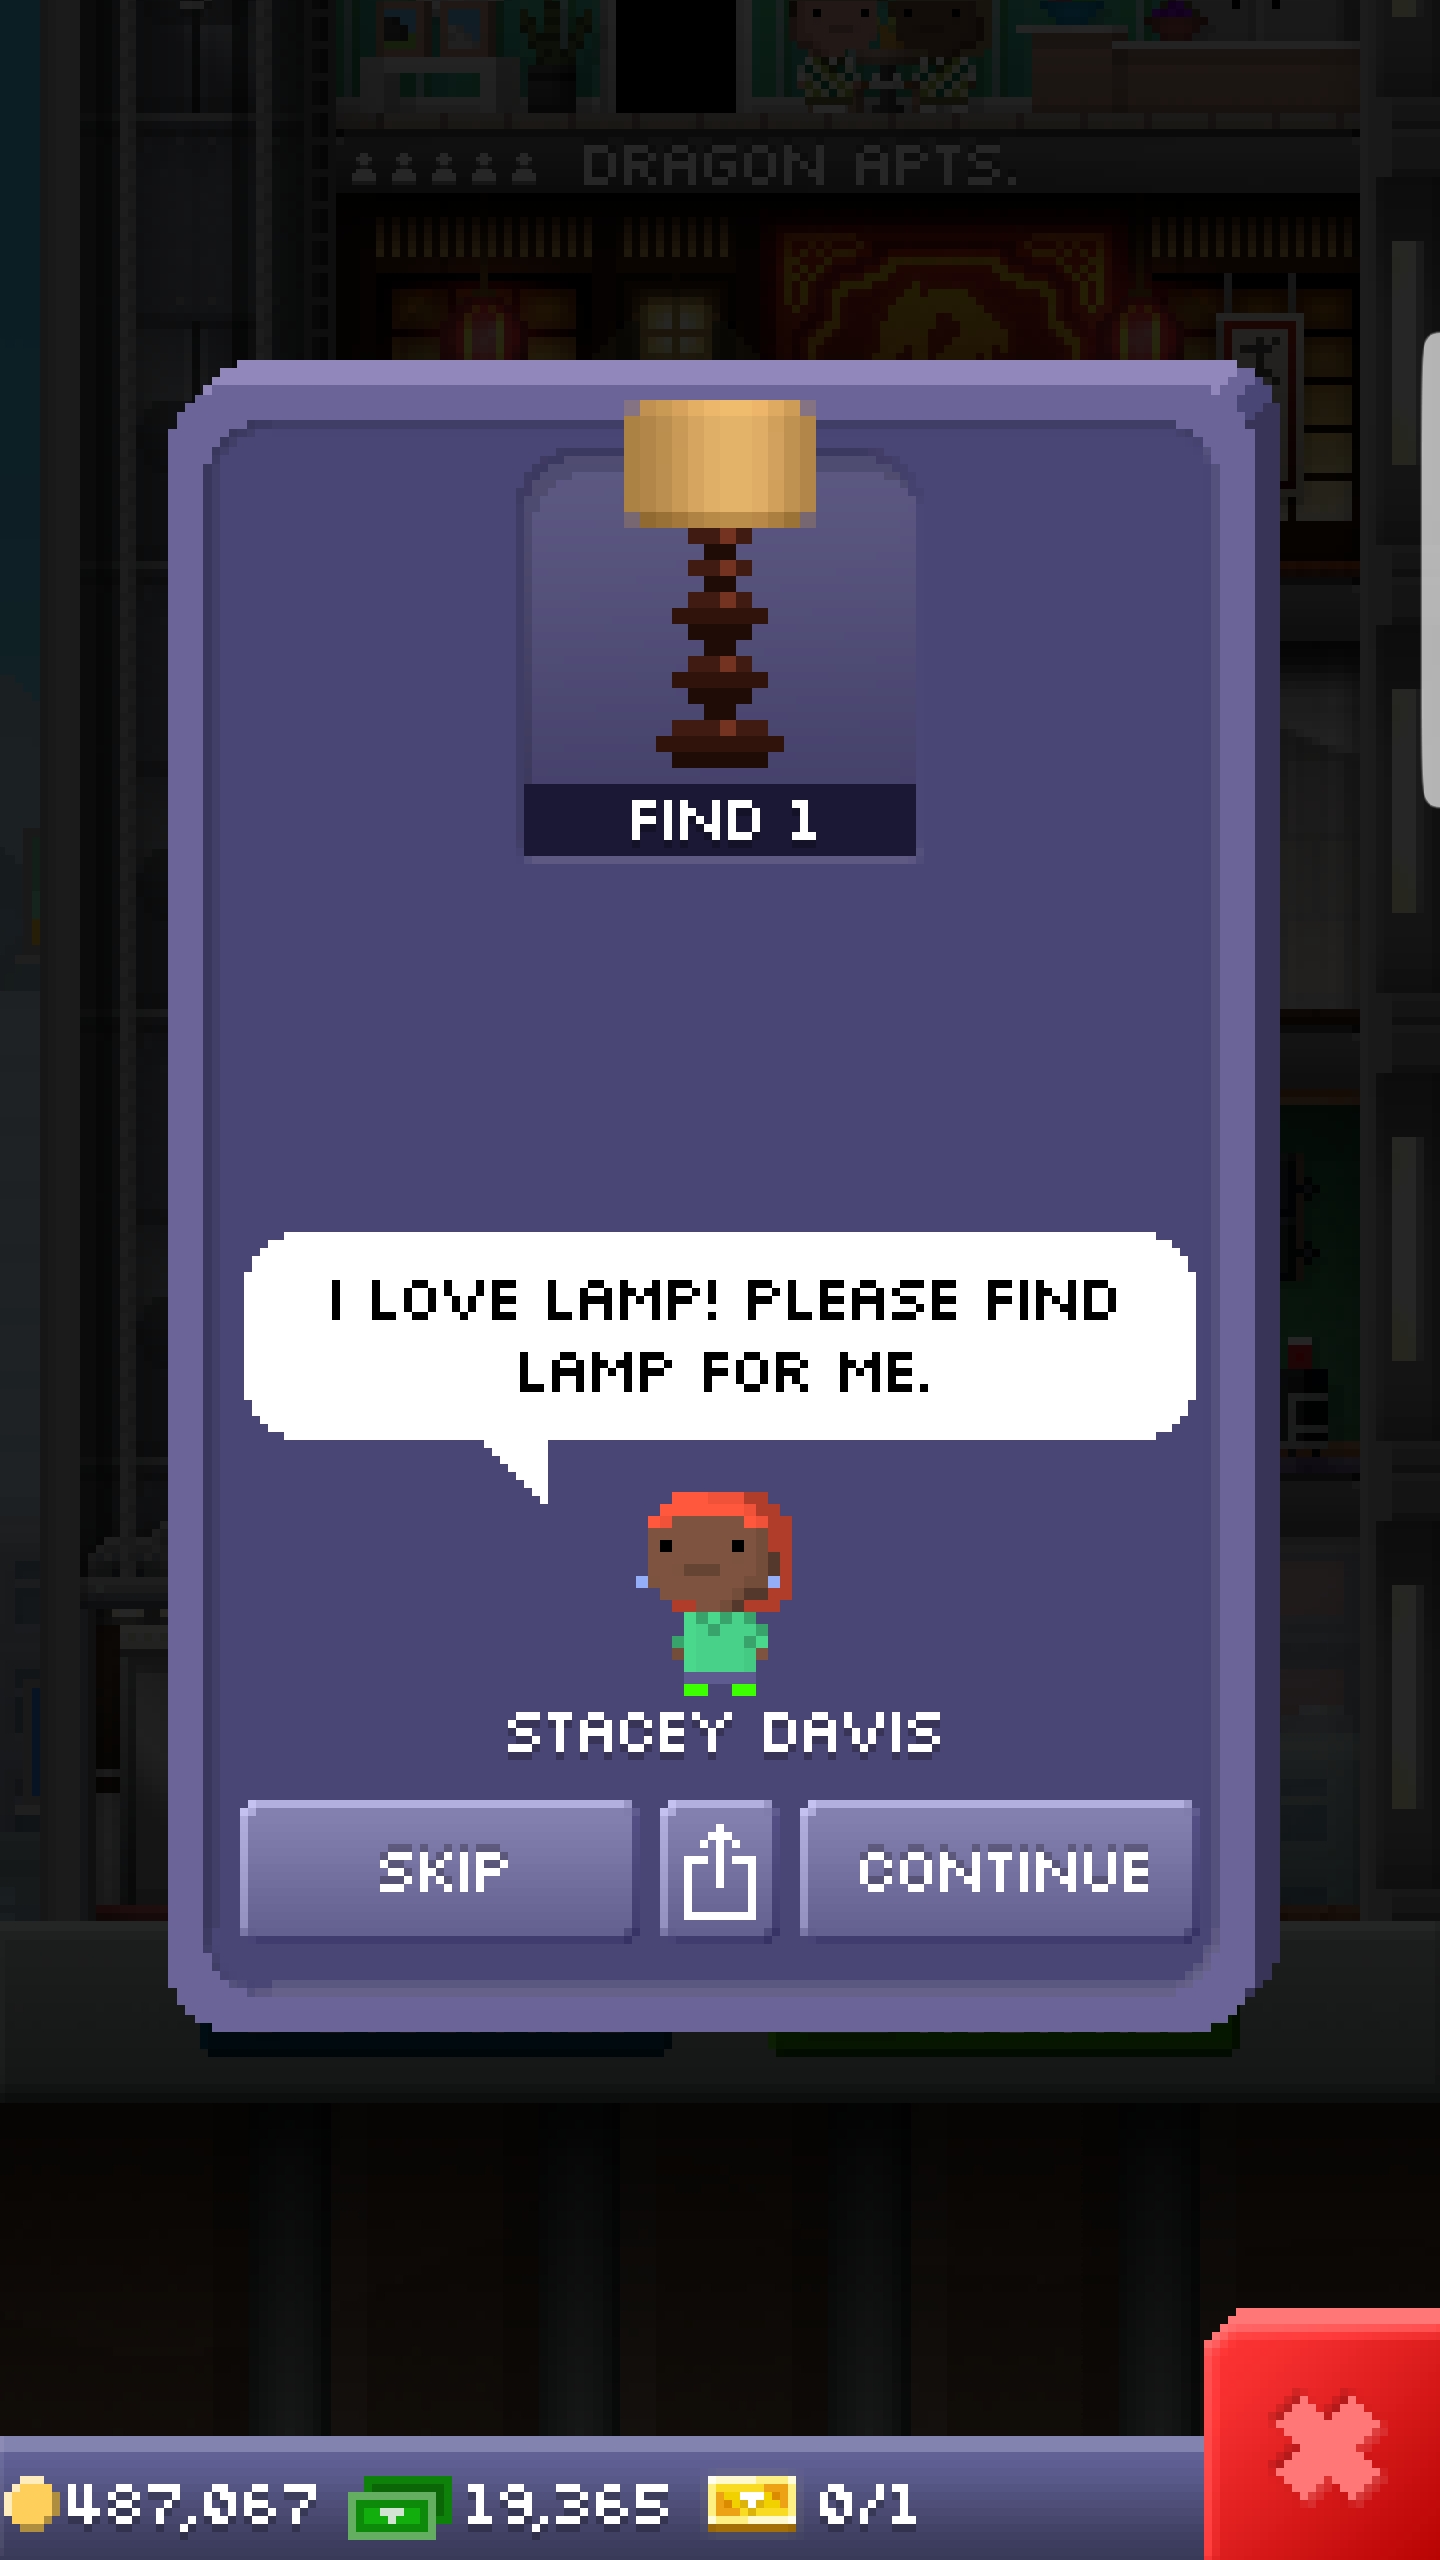 DRAGON APTS.
FIND 1
I LOVE LAMP! PLEASE FIND
LAMP FOR ME.
STACEY DAVIS
SKIP
CONTINUE
487,067 19,365 0/1